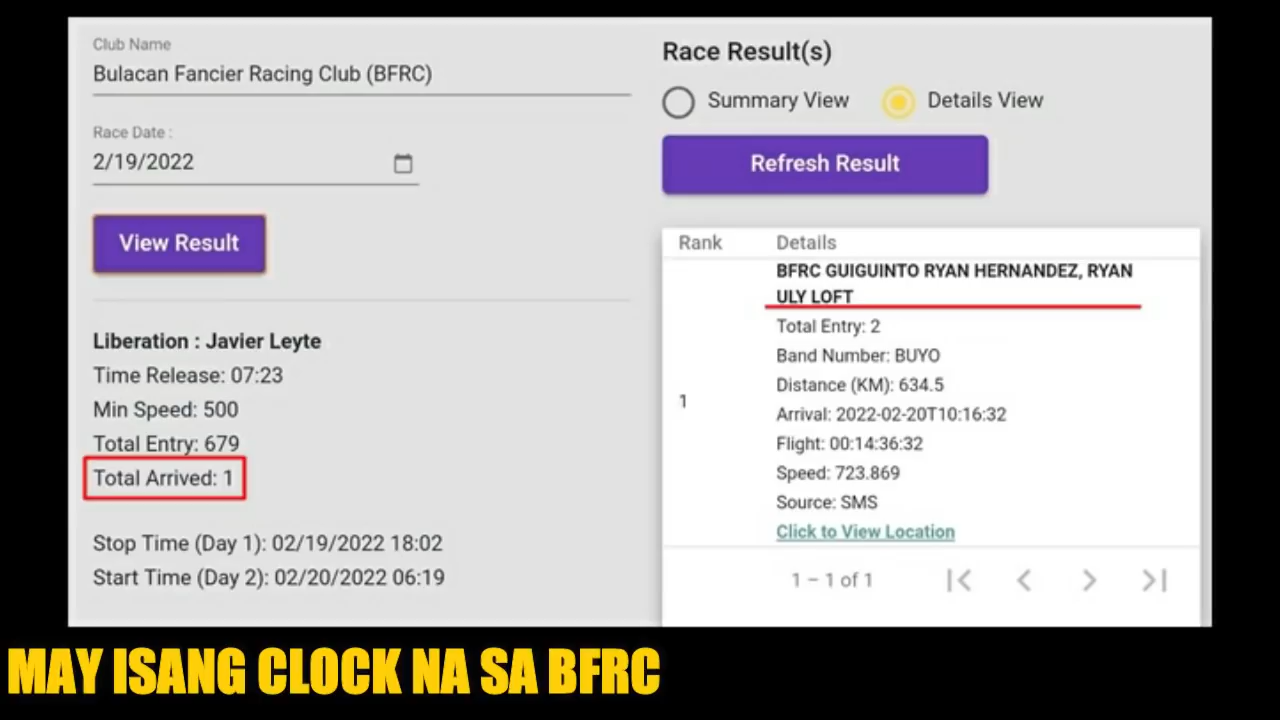 Club Name
Bulacan Fancier Racing Club (BFRC)
Race Date :
2/19/2022
View Result
Liberation : Javier Leyte
Time Release: 07:23
Min Speed: 500
Total Entry: 679
Total Arrived: 1
Stop Time (Day 1): 02/19/2022 18:02
Start Time (Day 2): 02/20/2022 06:19
Race Result(s)
Summary View
Details View
Refresh Result
Rank Details
BFRC GUIGUINTO RYAN HERNANDEZ, RYAN
ULY LOFT
Total Entry: 2
Band Number: BUYO
Distance (KM): 634.5
1
Arrival: 2022-02-20T10:16:32
Flight: 00:14:36:32
Speed: 723.869
Source: SMS
Click to View Location
1 – 1 of 1
MAY ISANG CLOCK NA SA BFRC